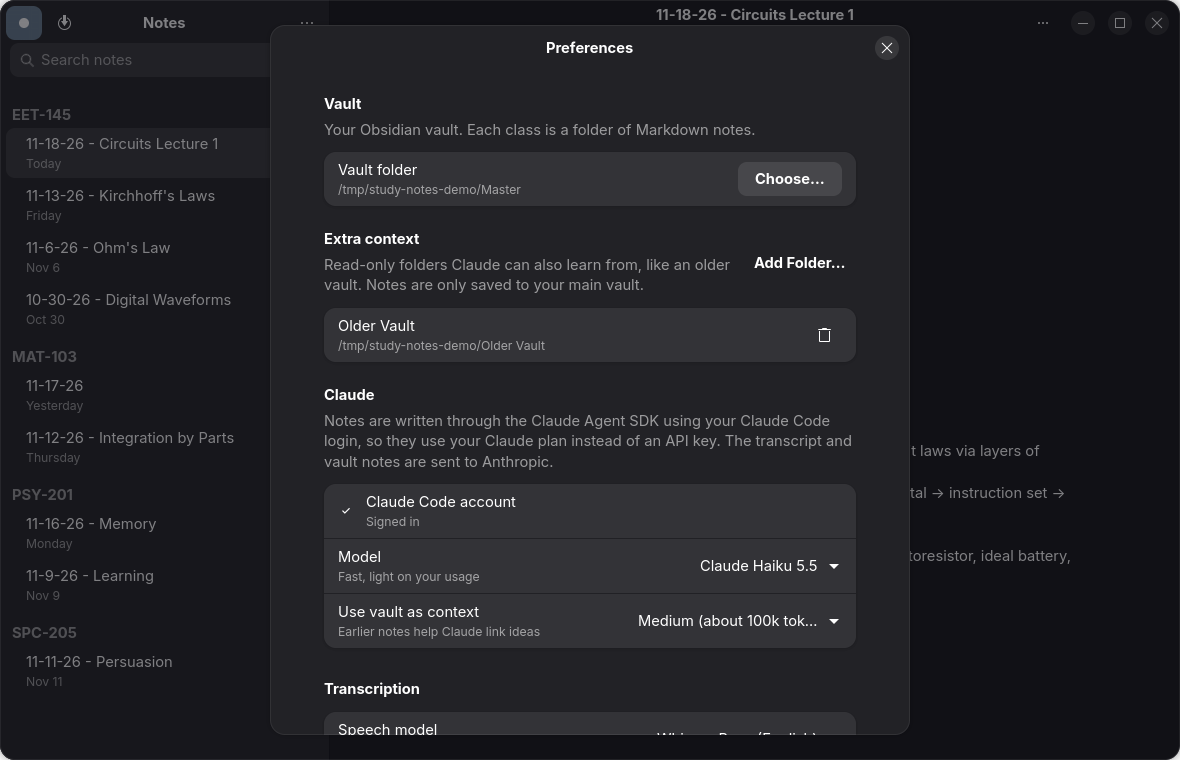 Notes
11-18-26 - Circuits Lecture 1
Search notes
EET-145
11-18-26 - Circuits Lecture 1
Today
11-13-26 - Kirchhoff's Laws
Friday
11-6-26 - Ohm's Law
Nov 6
10-30-26 - Digital Waveforms
Oct 30
MAT-103
11-17-26
Yesterday
11-12-26 - Integration by Parts
Thursday
PSY-201
11-16-26 - Memory
Monday
11-9-26 - Learning
Nov 9
SPC-205
11-11-26 - Persuasion
Nov 11
Preferences
Vault
Your Obsidian vault. Each class is a folder of Markdown notes.
Vault folder
/tmp/study-notes-demo/Master
Choose...
Extra context
Read-only folders Claude can also learn from, like an older
vault. Notes are only saved to your main vault.
Add Folder...
Older Vault
/tmp/study-notes-demo/Older Vault
Claude
Notes are written through the Claude Agent SDK using your Claude Code
login, so they use your Claude plan instead of an API key. The transcript and
vault notes are sent to Anthropic.
Claude Code account
Signed in
Model
Fast, light on your usage
Claude Haiku 5.5
Use vault as context
Earlier notes help Claude link ideas
Medium (about 100k tok...
Transcription
Speech model
t laws via layers of
tal → instruction set →
toresistor, ideal battery,